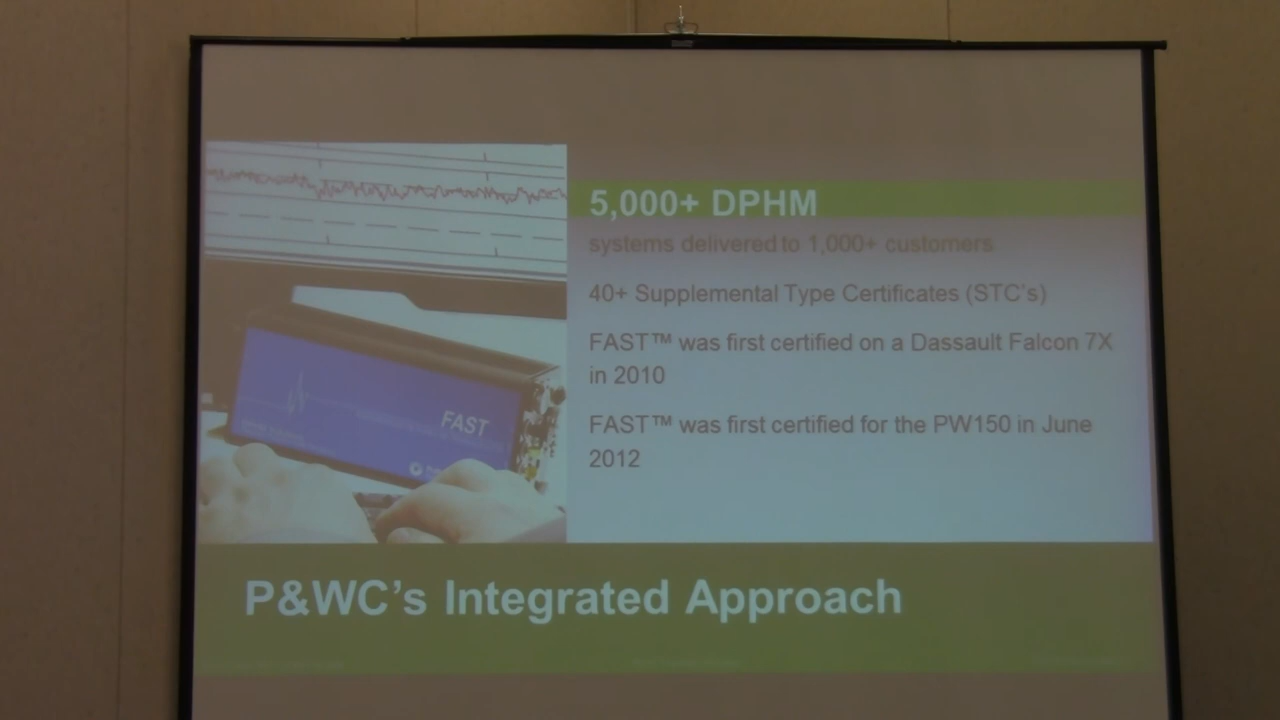 5,000+ DPHM
systems delivered to 1,000+ customers
40+ Supplemental Type Certificates (STC's)
FAST™ was first certified on a Dassault Falcon 7X
in 2010
FAST™ was first certified for the PW150 in June
2012
FAST
P&WC's Integrated Approach